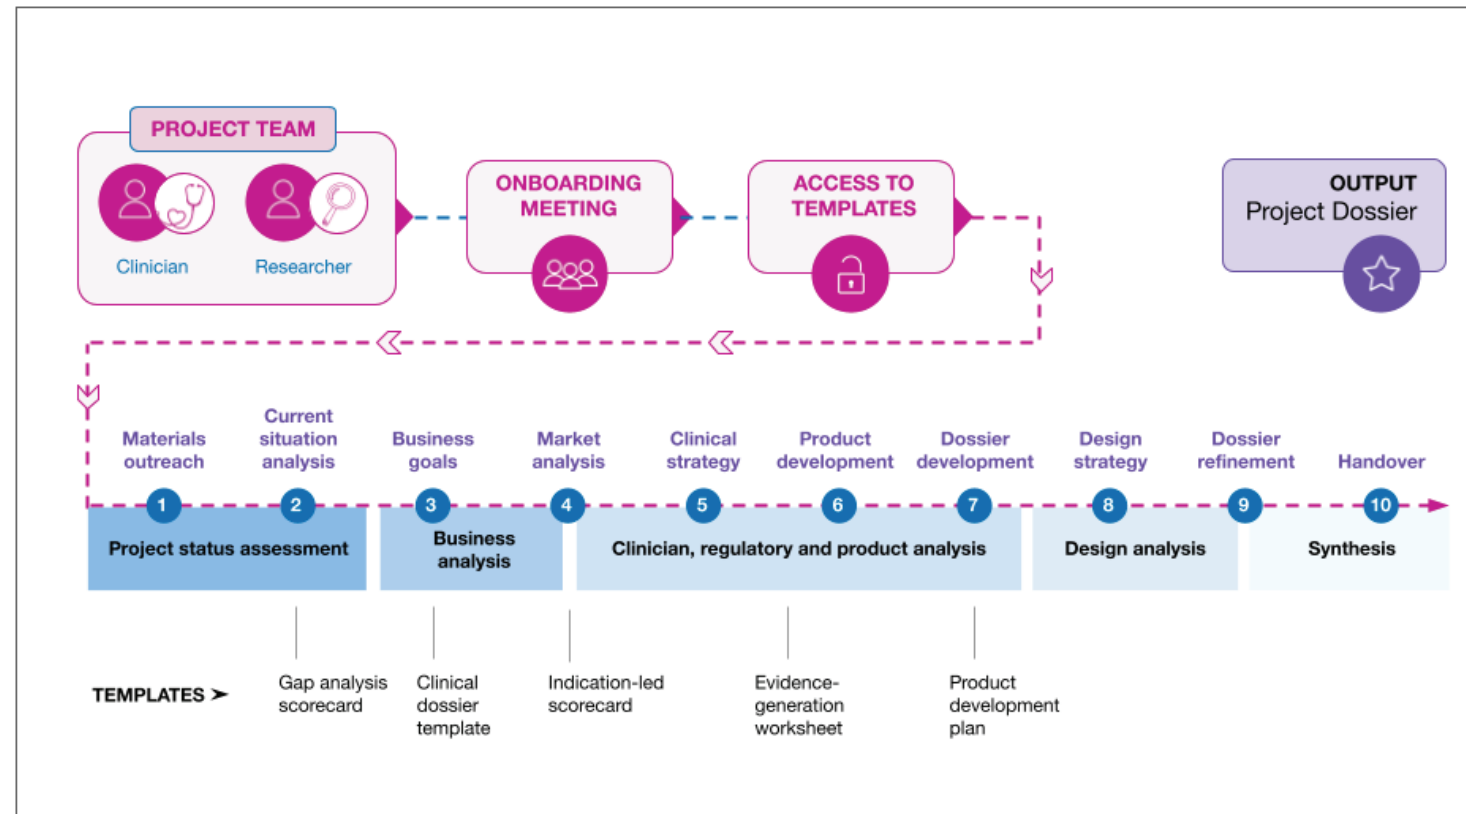 PROJECT TEAM
Clinician
Researcher
ONBOARDING
MEETING
ACCESS TO
TEMPLATES
OUTPUT
Project Dossier
Materials
outreach
Current
situation
analysis
Business
goals
Market
analysis
Clinical
strategy
Product
development
Dossier
development
Design
strategy
Dossier
refinement
Handover
1
2
3
4
5
6
7
8
9
10
Project status assessment
Business
analysis
Clinician, regulatory and product analysis
Design analysis
Synthesis
TEMPLATES ➤
Gap analysis
scorecard
Clinical
dossier
template
Indication-led
scorecard
Evidence-
generation
worksheet
Product
development
plan